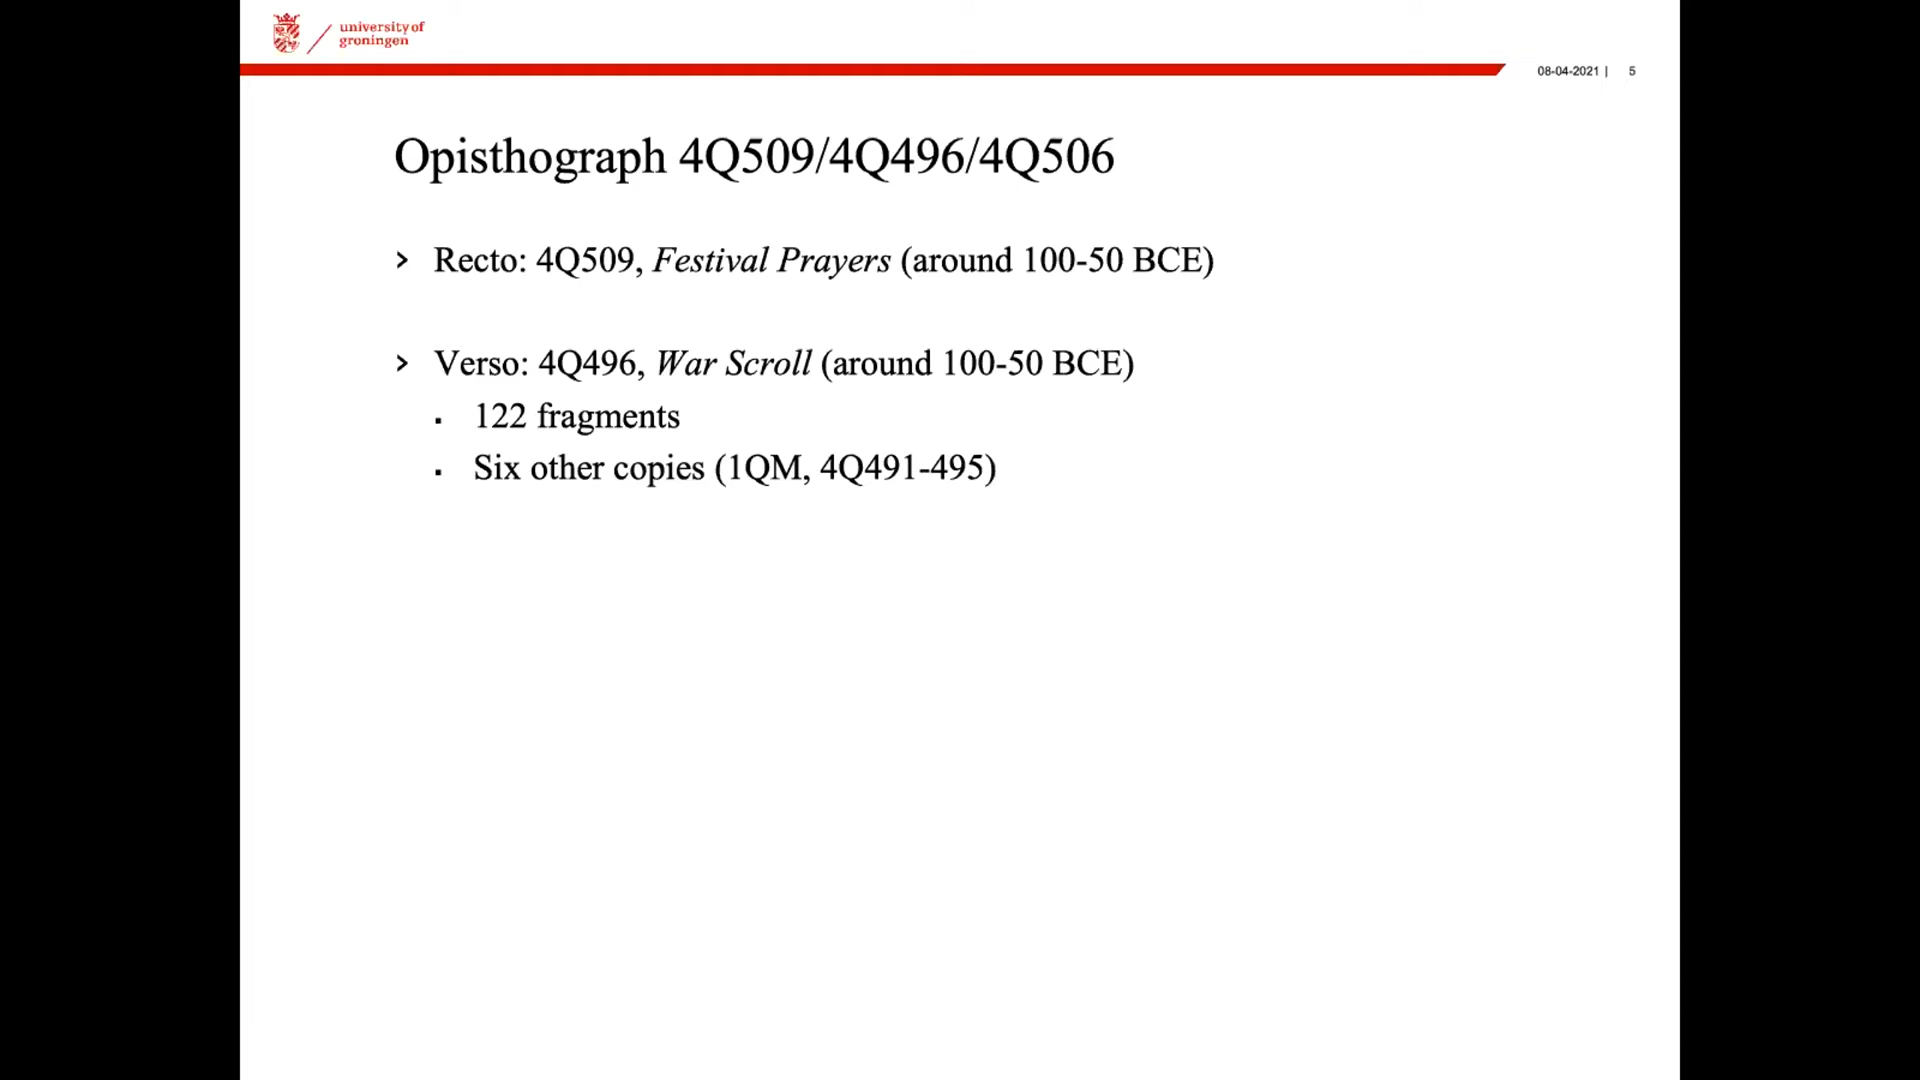 university of
groningen
08-04-2021 | 5
Opisthograph 4Q509/4Q496/4Q506
› Recto: 4Q509, Festival Prayers (around 100-50 BCE)
› Verso: 4Q496, War Scroll (around 100-50 BCE)
▪ 122 fragments
▪ Six other copies (1QM, 4Q491-495)